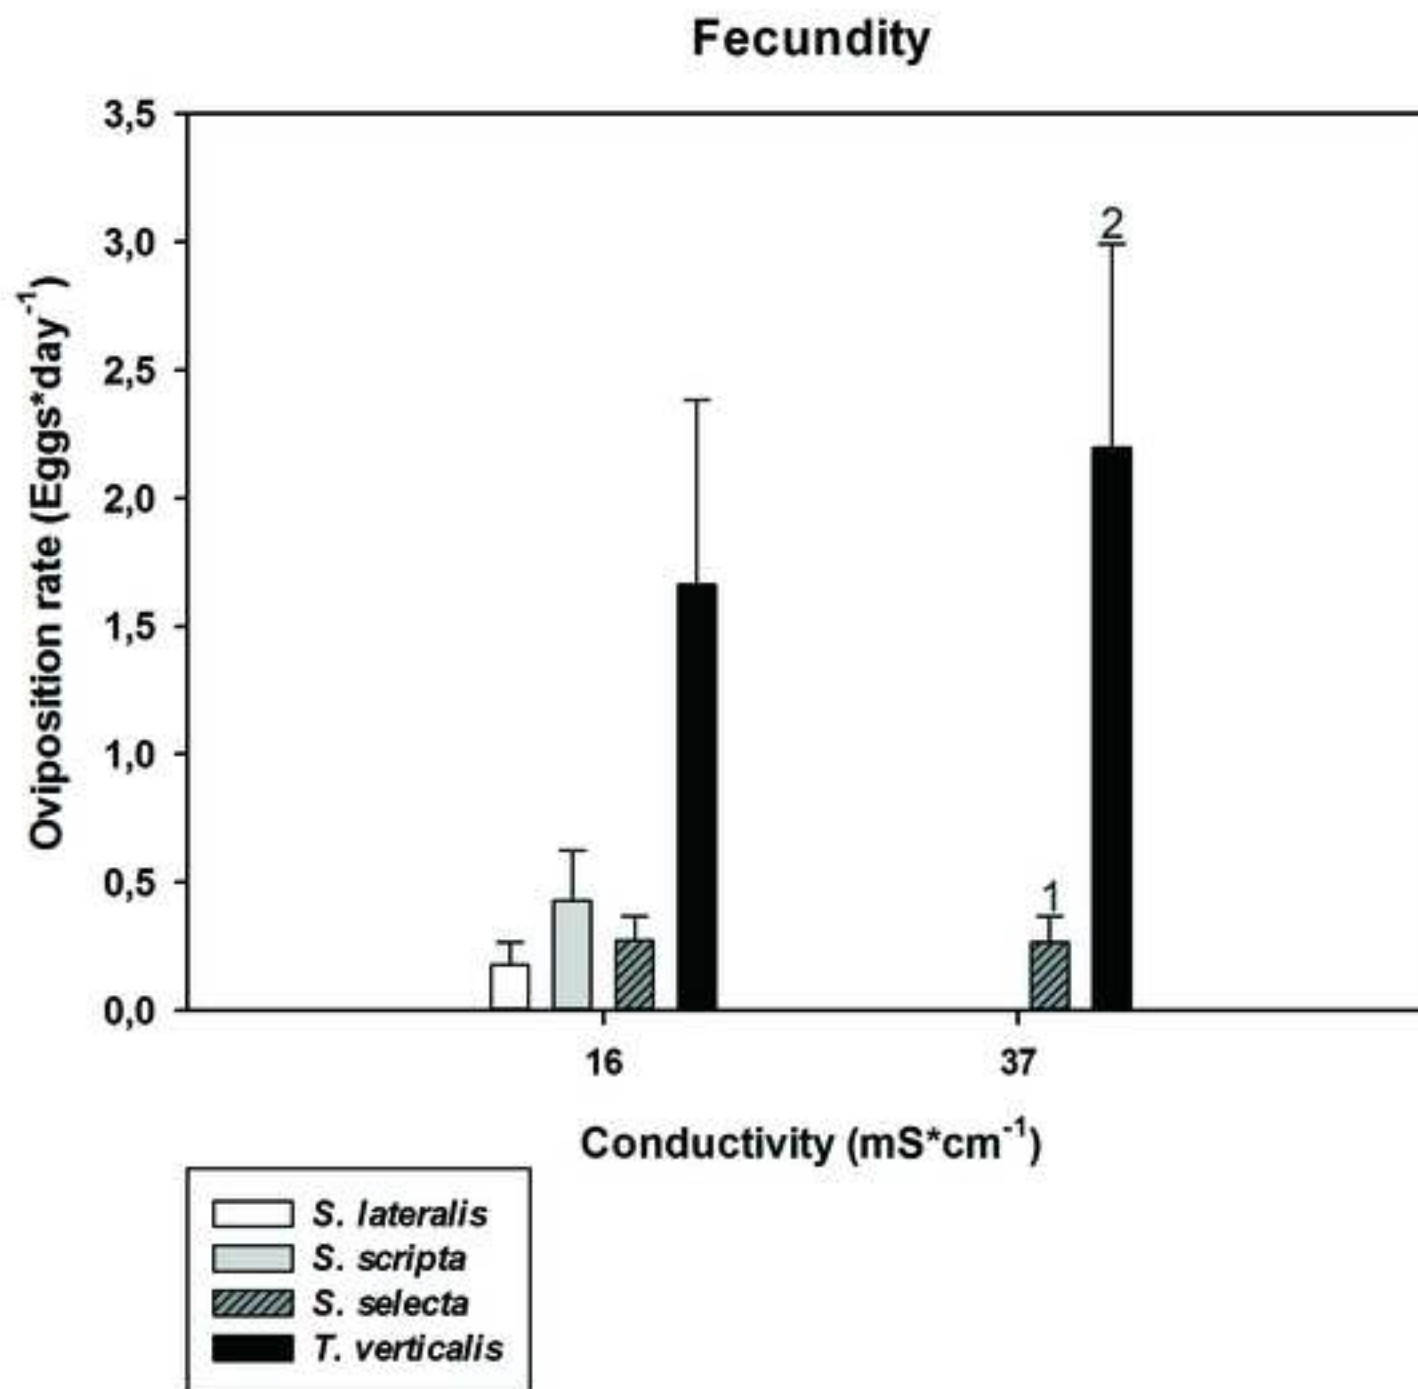 Fecundity
3,5
3,0
2,5
2,0
1,5
1,0
0,5
0,0
Oviposition rate (Eggs*day⁻¹)
2
1
16
37
Conductivity (mS*cm⁻¹)
S. lateralis
S. scripta
S. selecta
T. verticalis